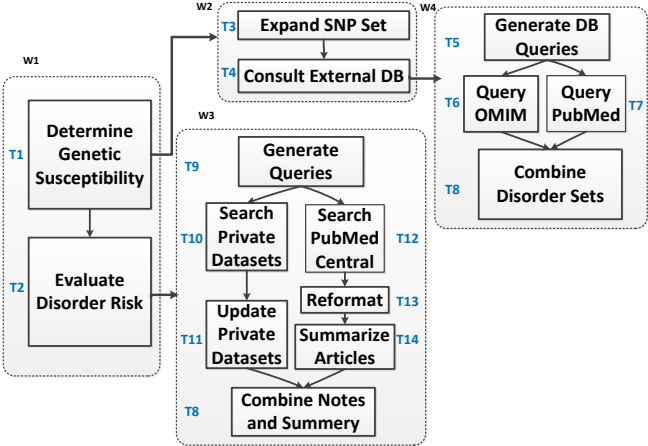 W1
T1
Determine
Genetic
Susceptibility
T2
Evaluate
Disorder Risk
W2
T3
Expand SNP Set
T4
Consult External DB
W4
T5
Generate DB
Queries
T6
Query
OMIM
Query
PubMed
T7
T8
Combine
Disorder Sets
W3
T9
Generate
Queries
T10
Search
Private
Datasets
Search
PubMed
Central
T12
Reformat
T13
T11
Update
Private
Datasets
Summarize
Articles
T14
T8
Combine Notes
and Summery